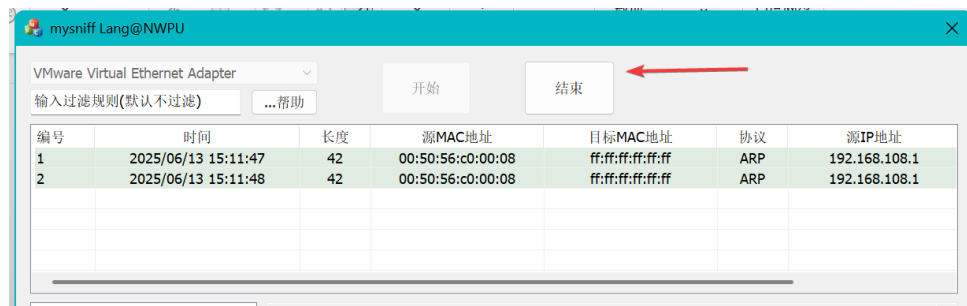 mysniff Lang@NWPU
VMware Virtual Ethernet Adapter
开始
结束
输入过滤规则(默认不过滤)
...帮助
编号 时间 长度 源MAC地址 目标MAC地址 协议 源IP地址
1 2025/06/13 15:11:47 42 00:50:56:c0:00:08 ff:ff:ff:ff:ff:ff ARP 192.168.108.1
2 2025/06/13 15:11:48 42 00:50:56:c0:00:08 ff:ff:ff:ff:ff:ff ARP 192.168.108.1